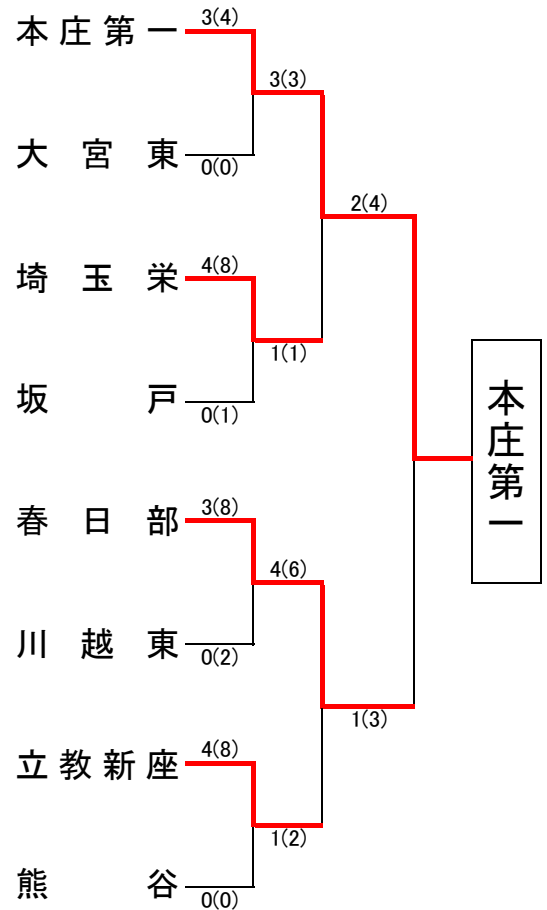 本庄第一
3(4)
3(3)
大宮東
0(0)
2(4)
埼玉栄
4(8)
1(1)
坂戸
0(1)
本庄第一
春日部
3(8)
4(6)
川越東
0(2)
1(3)
立教新座
4(8)
1(2)
熊谷
0(0)